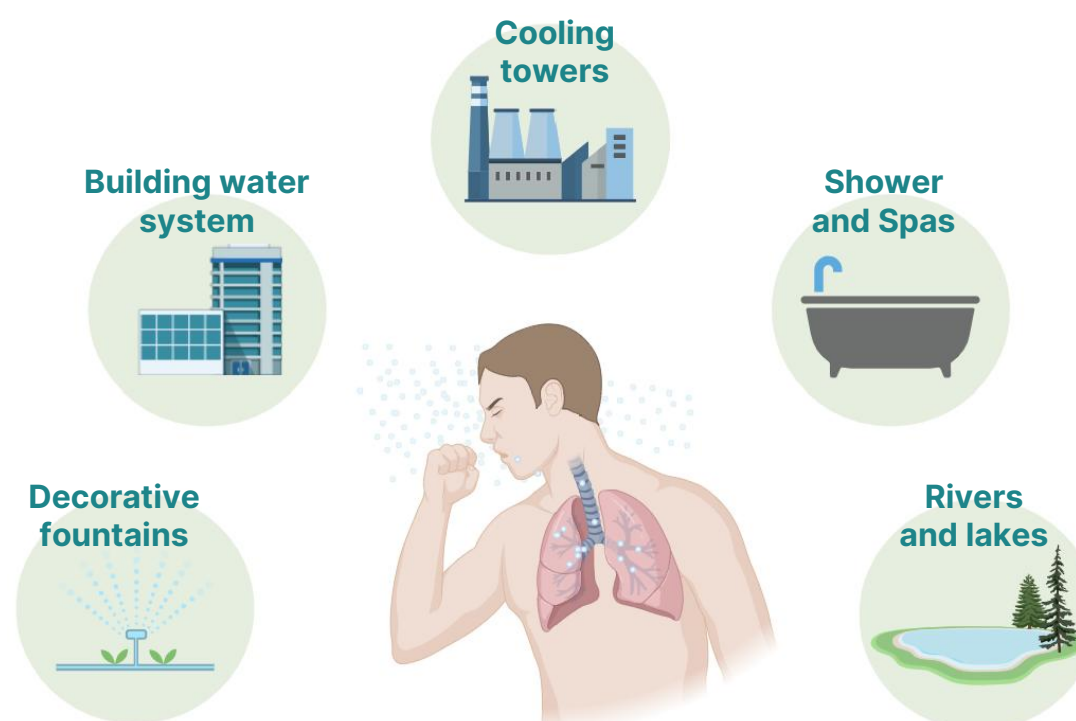 Cooling
towers
Building water
system
Shower
and Spas
Decorative
fountains
Rivers
and lakes